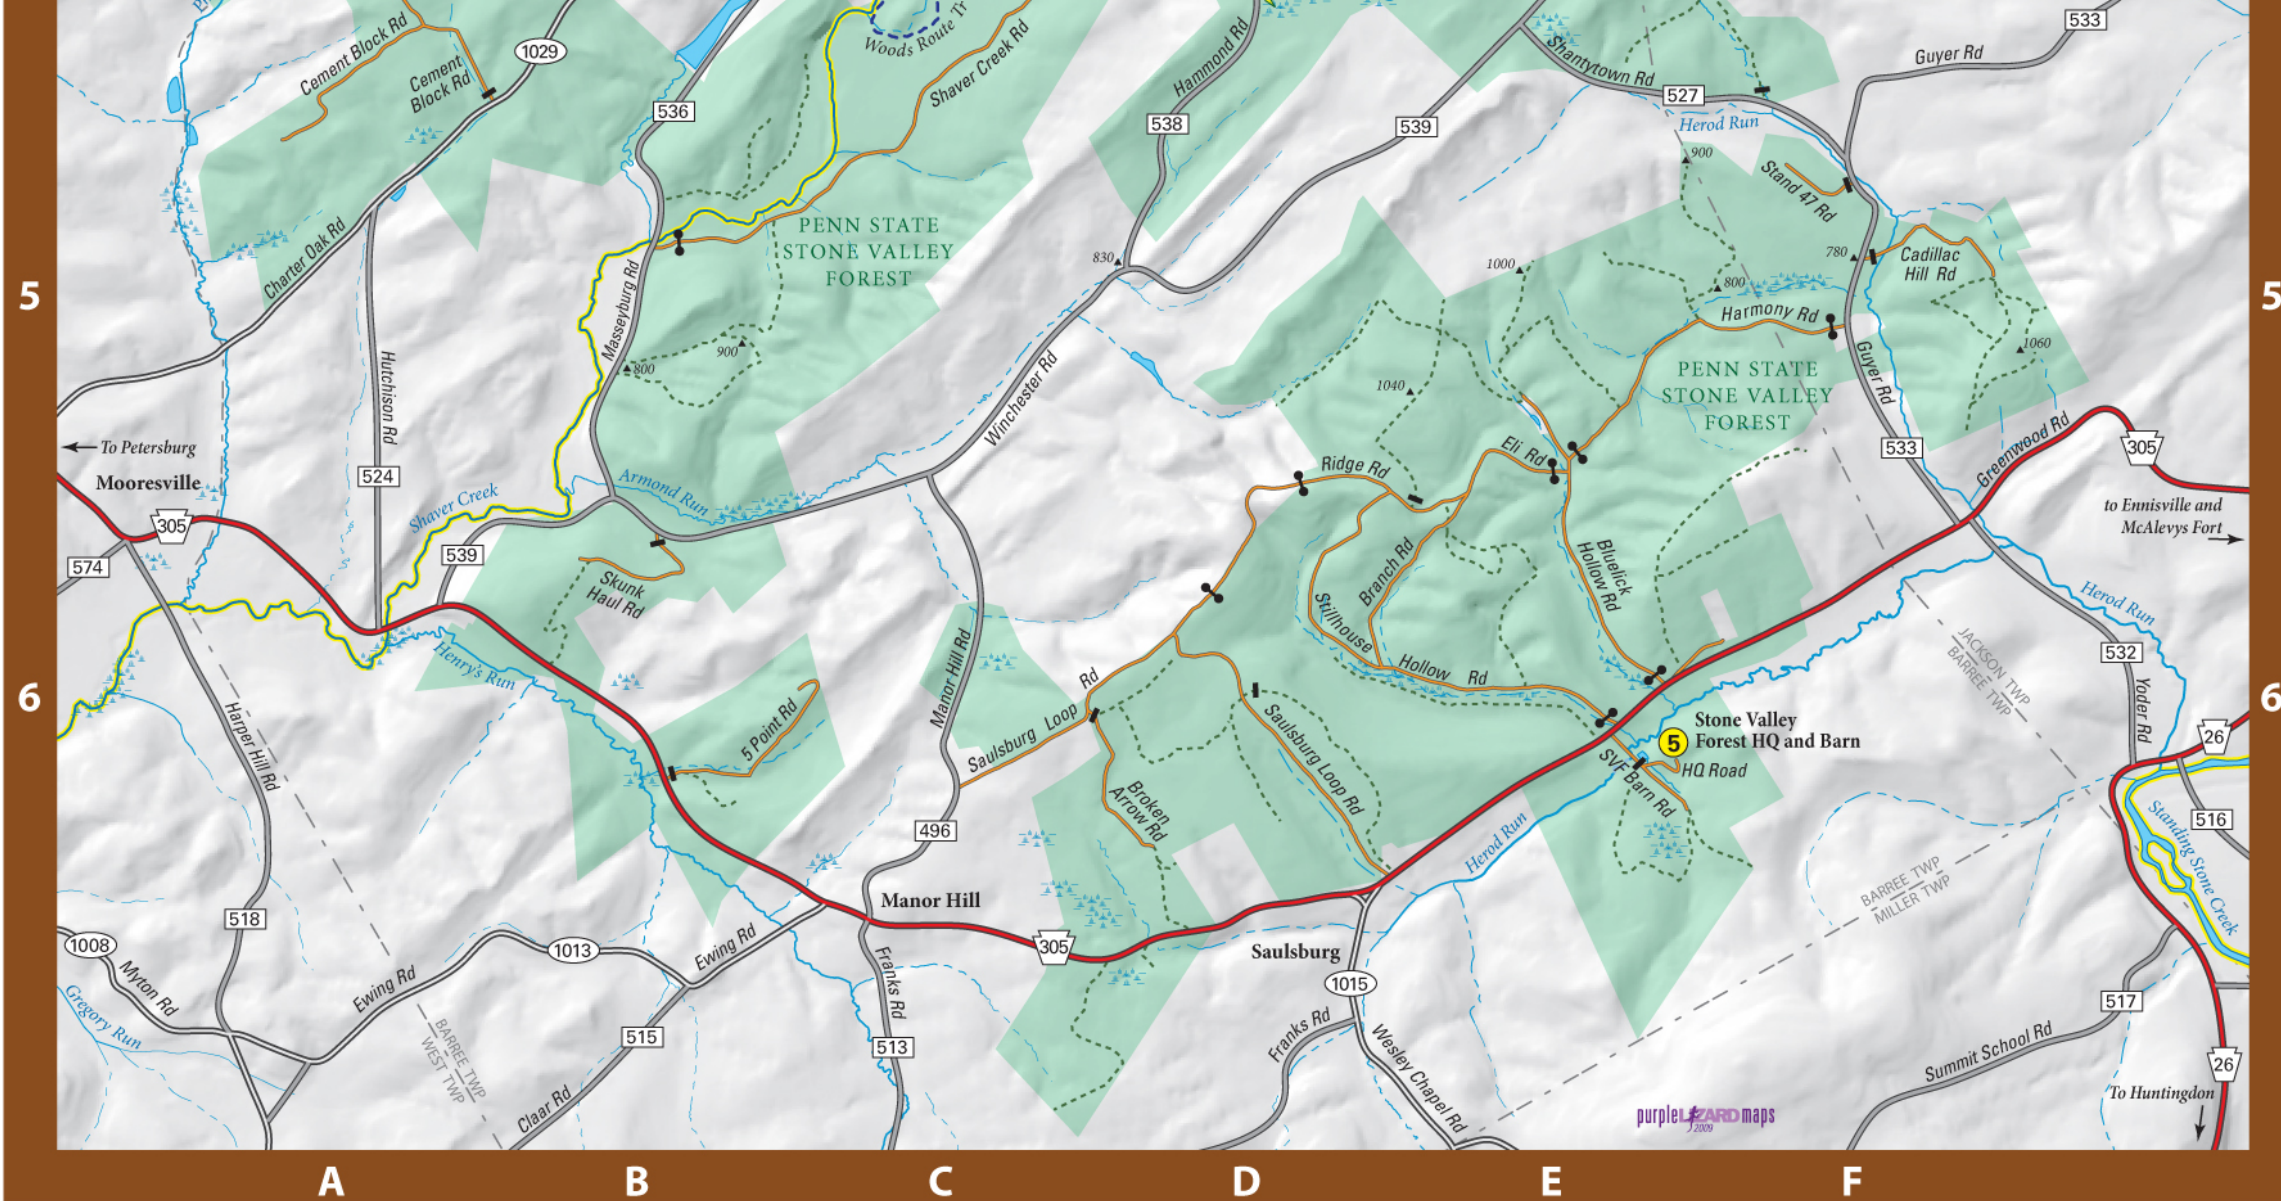 Cement Block Rd
Cement
Block Rd
1029
536
Woods Route Tr
Shaver Creek Rd
Hammond Rd
538
539
Shantytown Rd
527
Herod Run
Guyer Rd
533
900
Stand 47 Rd
780
Cadillac
Hill Rd
Charter Oak Rd
PENN STATE
STONE VALLEY
FOREST
830
1000
800
Harmony Rd
1060
5
5
Masseyburg Rd
900
800
Hutchison Rd
Winchester Rd
1040
PENN STATE
STONE VALLEY
FOREST
Guyer Rd
To Petersburg
Mooresville
305
574
524
Shaver Creek
539
Armond Run
Eli Rd
Ridge Rd
533
Greenwood Rd
305
to Ennisville and
McAlevys Fort
Skunk
Haul Rd
Branch Rd
Bluelick
Hollow Rd
Stillhouse
Hollow Rd
Henry's Run
Manor Hill Rd
Herod Run
532
JACKSON TWP
BARREE TWP
6
6
Harper Hill Rd
5 Point Rd
Saulsburg Loop Rd
Saulsburg Loop Rd
Broken
Arrow Rd
Stone Valley
Forest HQ and Barn
5
HQ Road
SVF Barn Rd
Yoder Rd
26
516
Standing Stone Creek
496
Herod Run
BARREE TWP
MILLER TWP
518
Manor Hill
1008
Myton Rd
Gregory Run
Ewing Rd
1013
Ewing Rd
Franks Rd
305
Saulsburg
1015
517
BARREE TWP
WEST TWP
515
513
Franks Rd
Wesley Chapel Rd
Summit School Rd
26
Claar Rd
To Huntingdon
purple LIZARD maps
2009
A
B
C
D
E
F